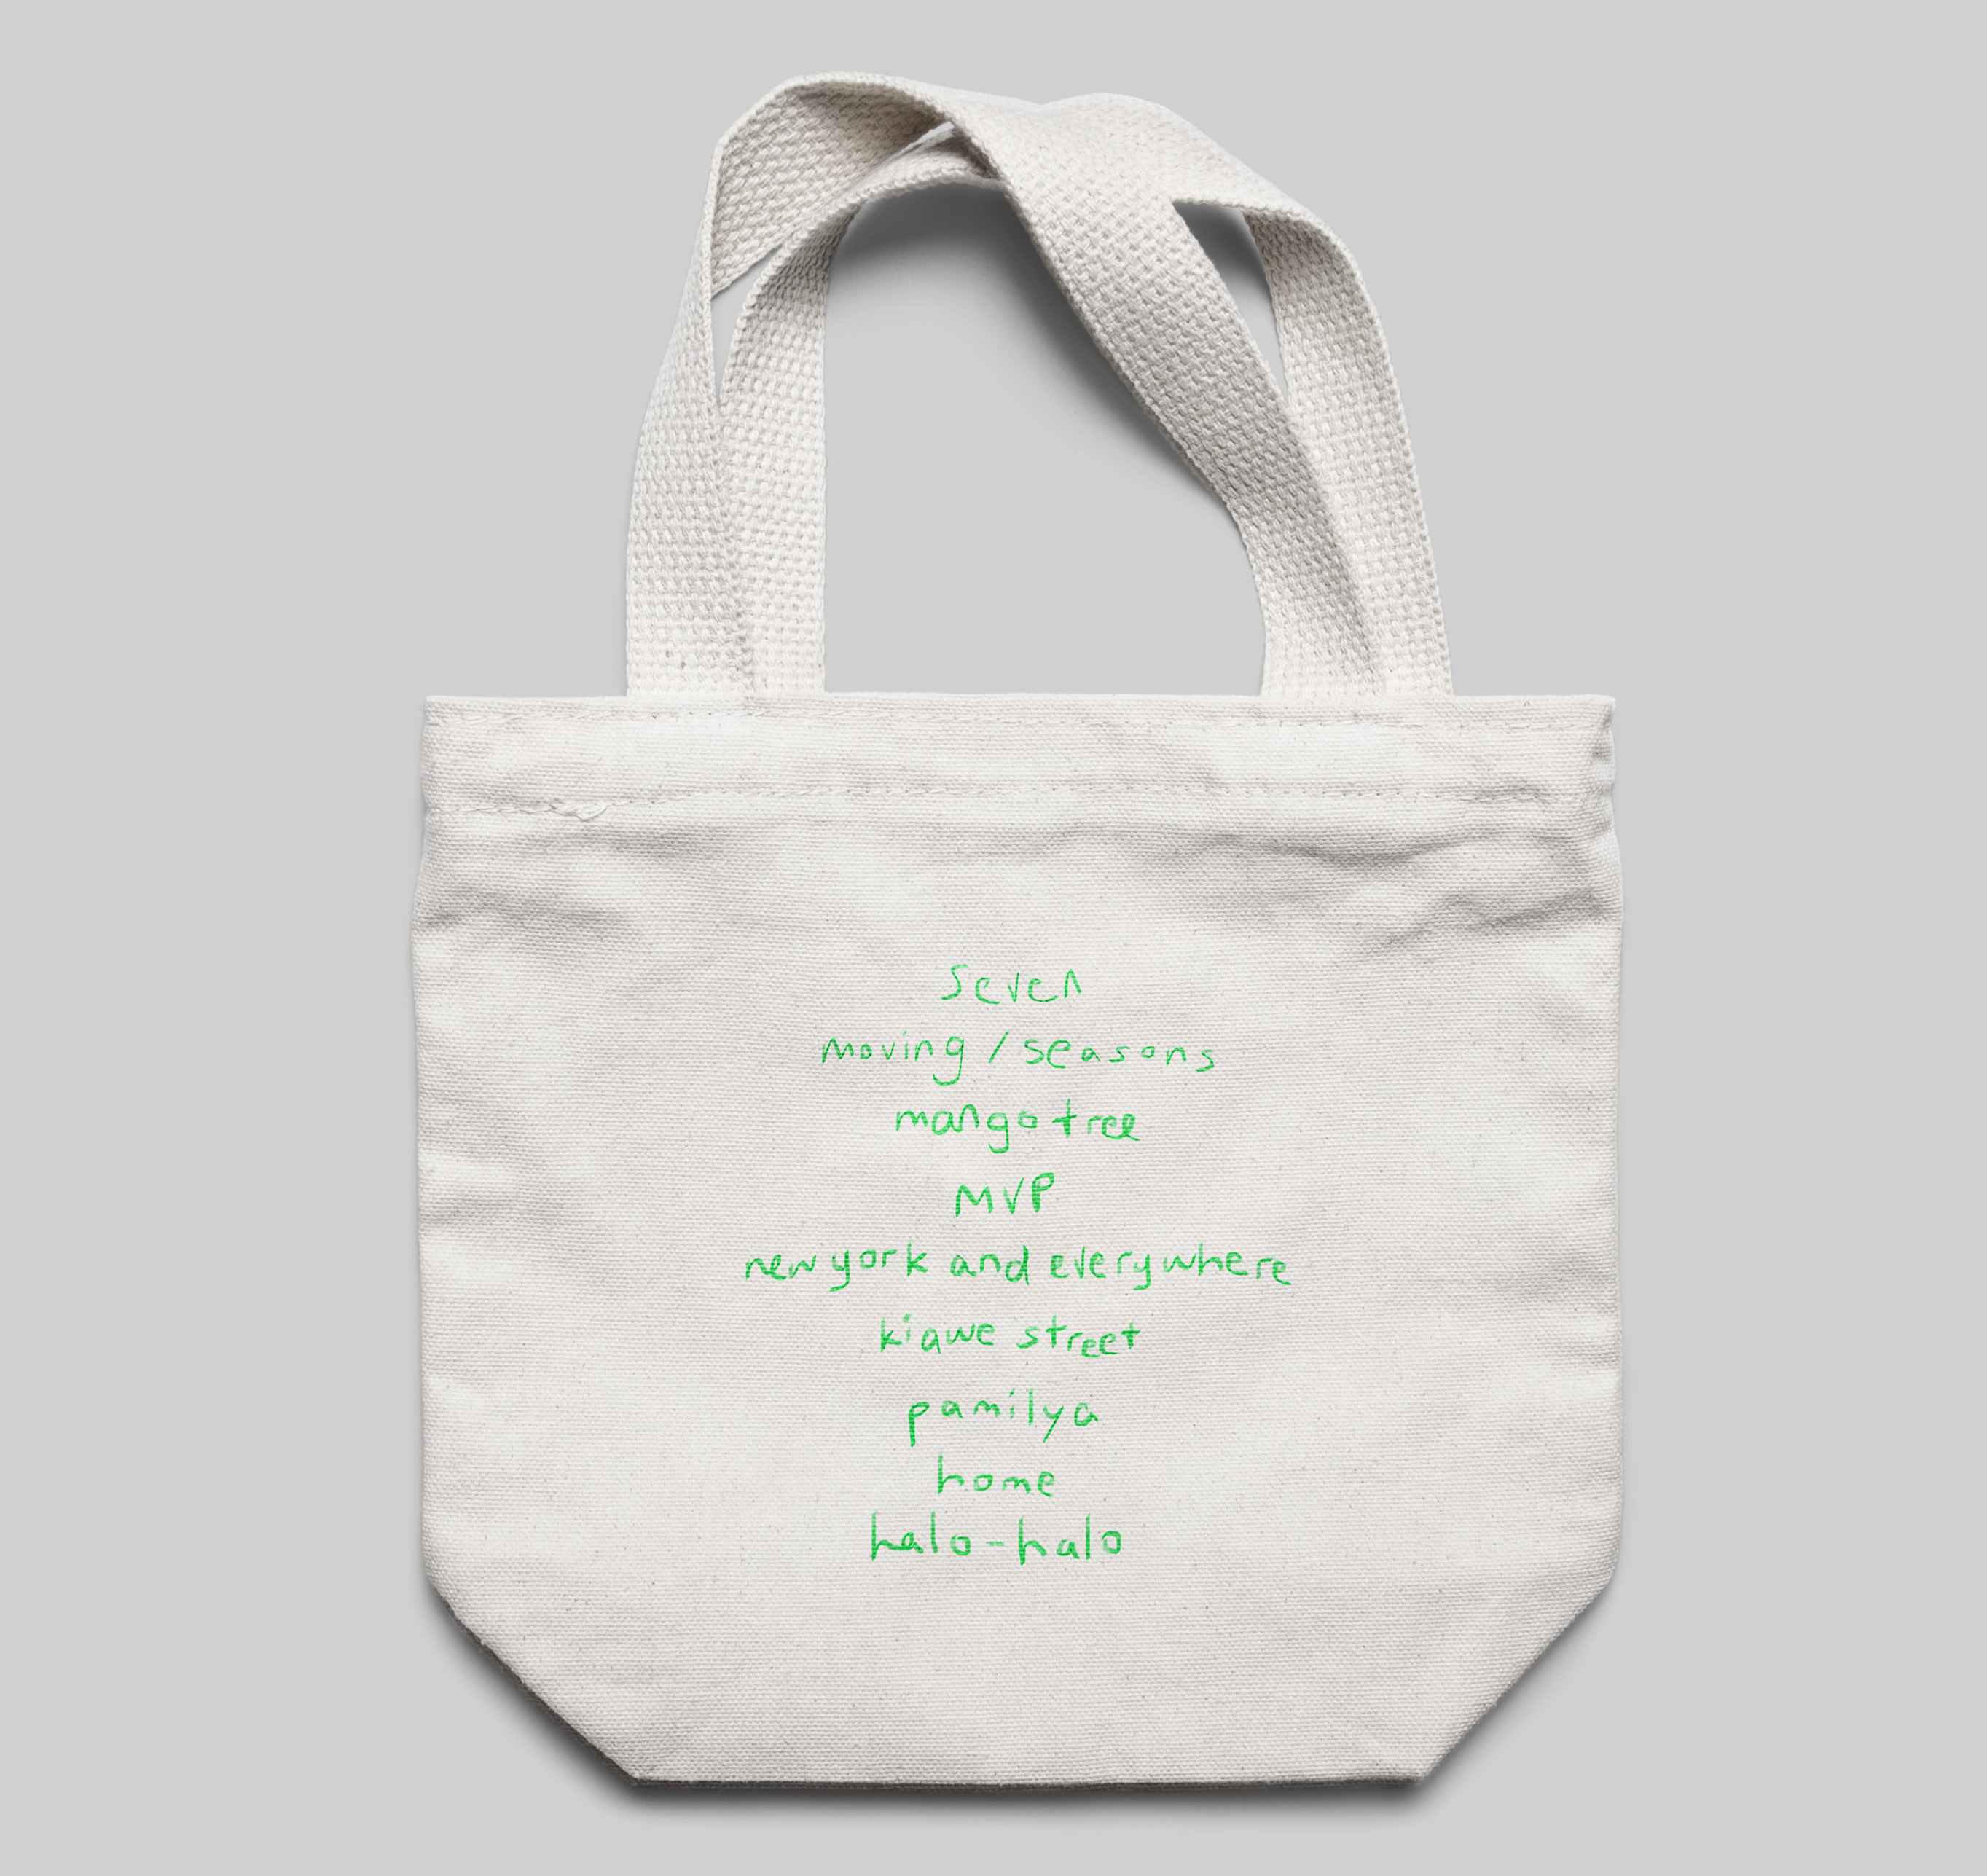 seven
moving / seasons
mango tree
MVP
new york and everywhere
kiawe street
pamilya
home
halo-halo